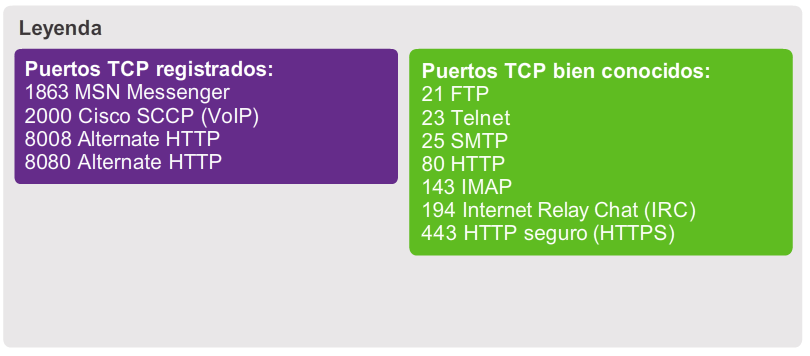 Leyenda
Puertos TCP registrados:
1863 MSN Messenger
2000 Cisco SCCP (VoIP)
8008 Alternate HTTP
8080 Alternate HTTP
Puertos TCP bien conocidos:
21 FTP
23 Telnet
25 SMTP
80 HTTP
143 IMAP
194 Internet Relay Chat (IRC)
443 HTTP seguro (HTTPS)